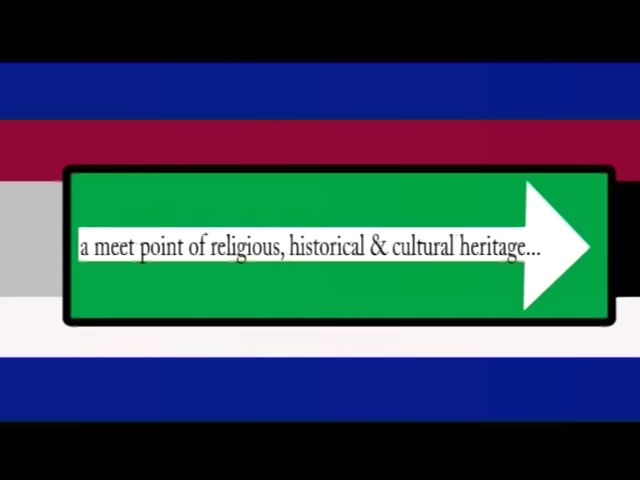 a meet point of religious, historical & cultural heritage...